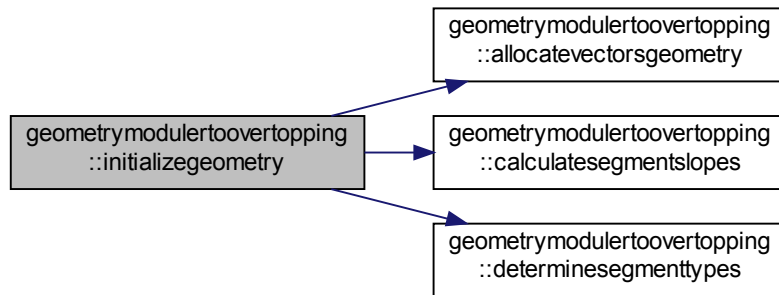 geometrymodulertoovertopping
::initializegeometry
geometrymodulertoovertopping
::allocatevectorsgeometry
geometrymodulertoovertopping
::calculatesegmentslopes
geometrymodulertoovertopping
::determinesegmenttypes